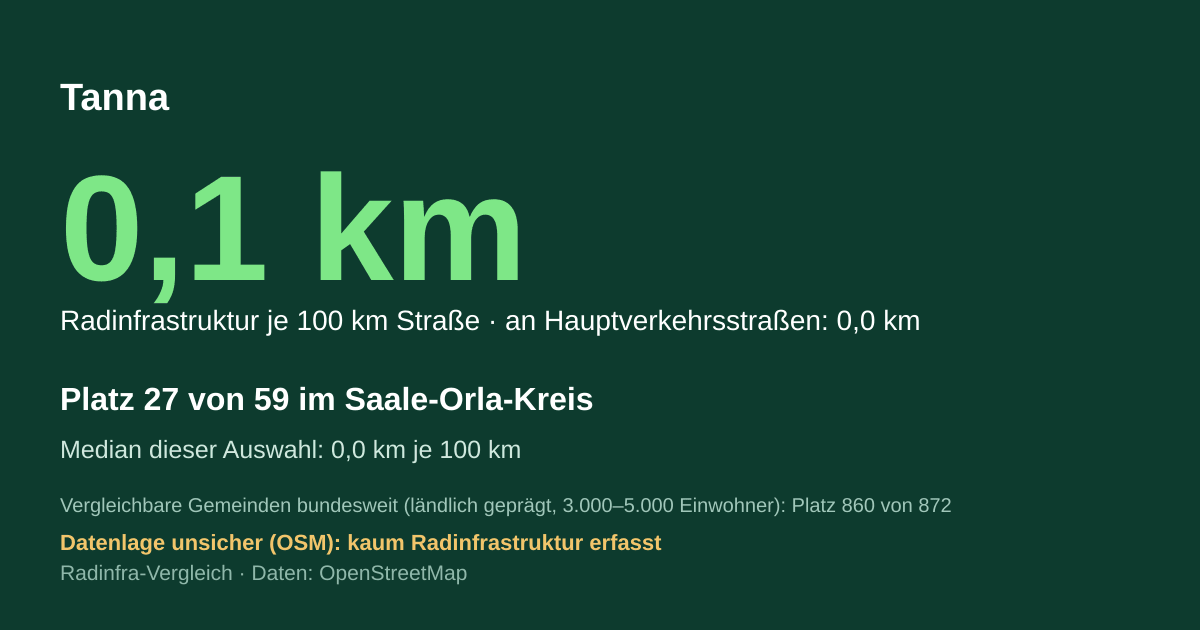 Tanna
0,1 km
Radinfrastruktur je 100 km Straße · an Hauptverkehrsstraßen: 0,0 km
Platz 27 von 59 im Saale-Orla-Kreis
Median dieser Auswahl: 0,0 km je 100 km
Vergleichbare Gemeinden bundesweit (ländlich geprägt, 3.000–5.000 Einwohner): Platz 860 von 872
Datenlage unsicher (OSM): kaum Radinfrastruktur erfasst
Radinfra-Vergleich · Daten: OpenStreetMap